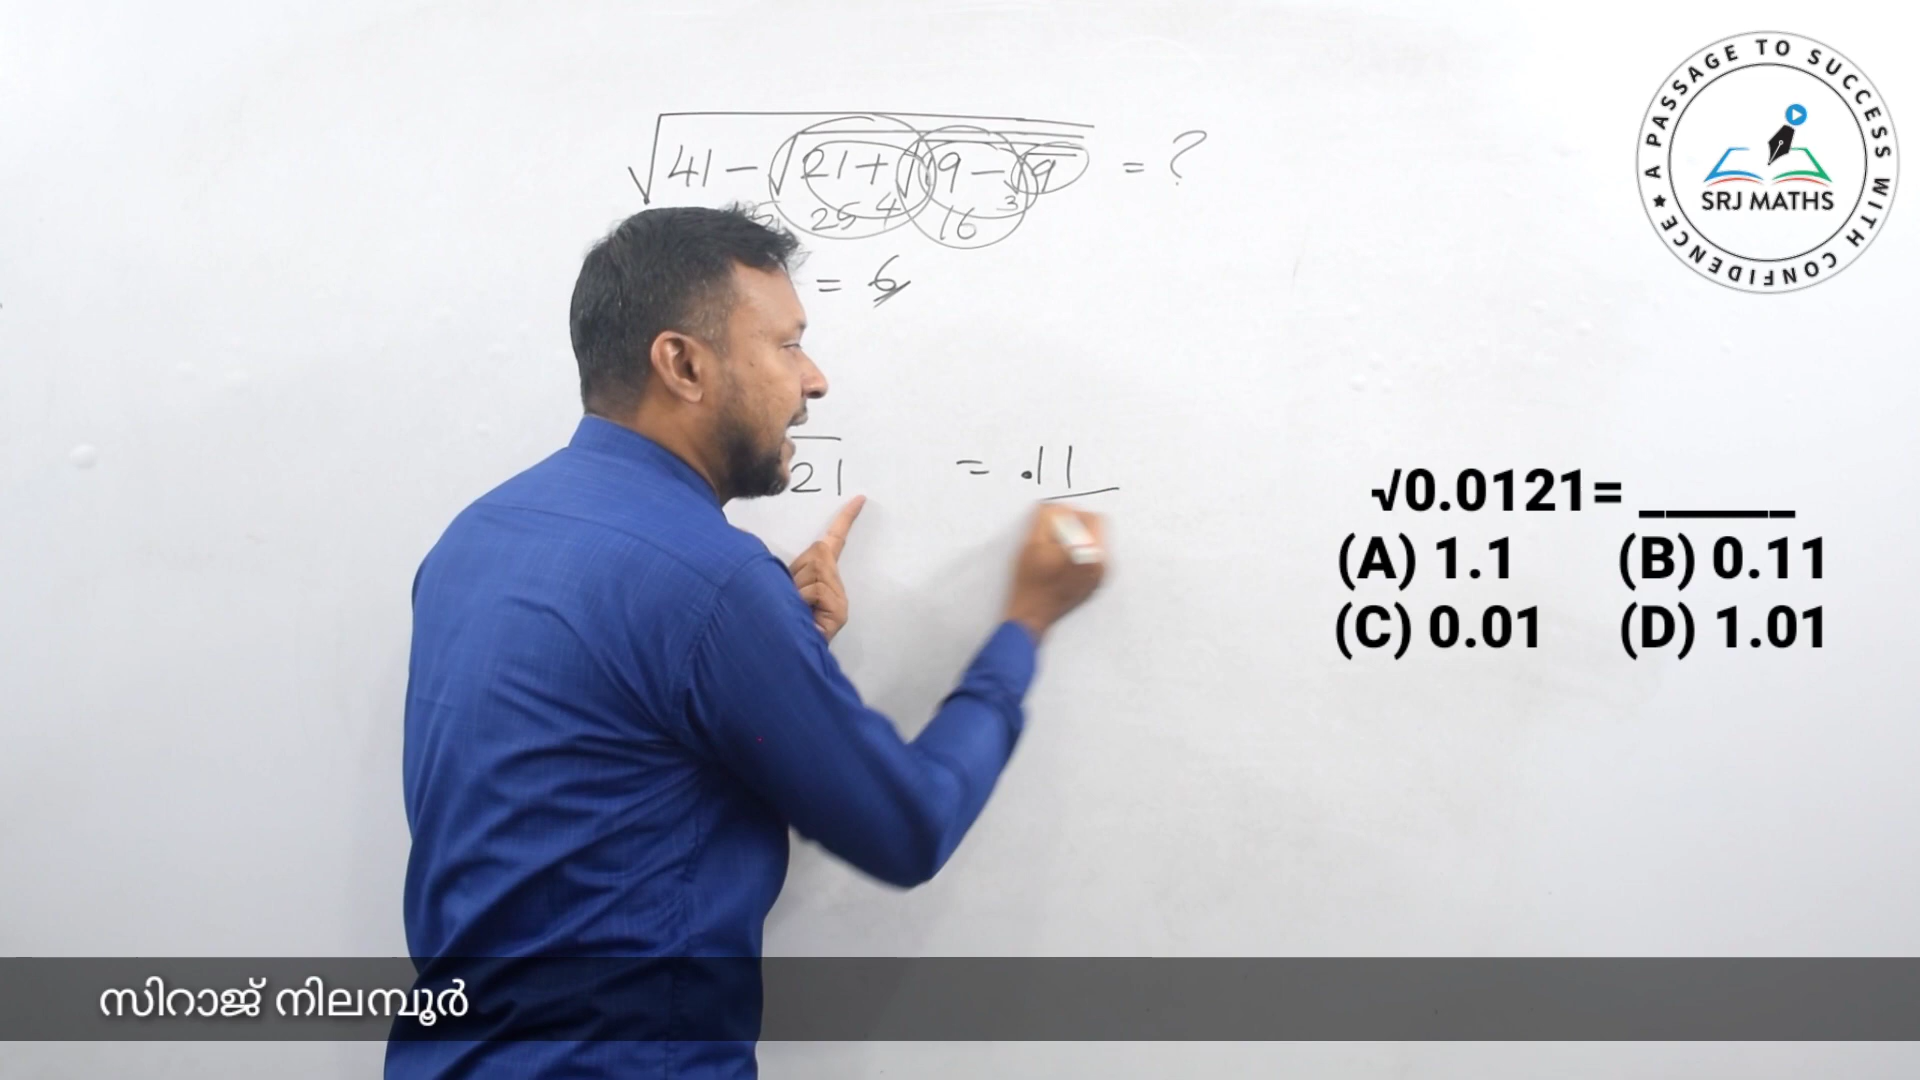 √41 - √21 + √19 - √9 = ?
25 4 16 3
= 6
21 = .11
A PASSAGE TO SUCCESS WITH CONFIDENCE ★
SRJ MATHS
√0.0121= _____
(A) 1.1 (B) 0.11
(C) 0.01 (D) 1.01
സിറാജ് നിലമ്പൂർ